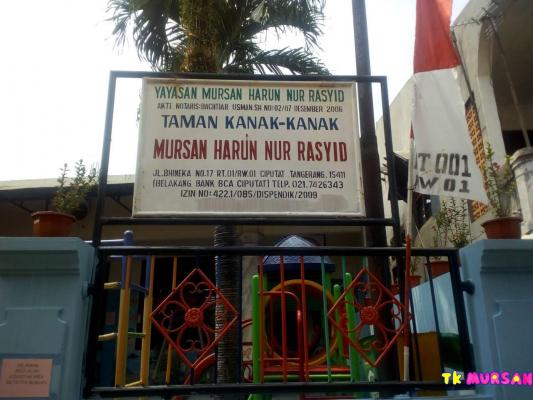 YAYASAN MURSAN HARUN NUR RASYID
AKTE NOTARIS:BACHTIAR USMAN.SH NO:02/07 DESEMBER 2006
TAMAN KANAK-KANAK
MURSAN HARUN NUR RASYID
JL.BHINEKA NO.17 RT.01/RW.01 CIPUTAT TANGERANG. 15411
(BELAKANG BANK BCA CIPUTAT) TELP. 021.7426343
IZIN NO:422.1/085/DISPENDIK/2009
RT.001
RW 01
TK MURSAN